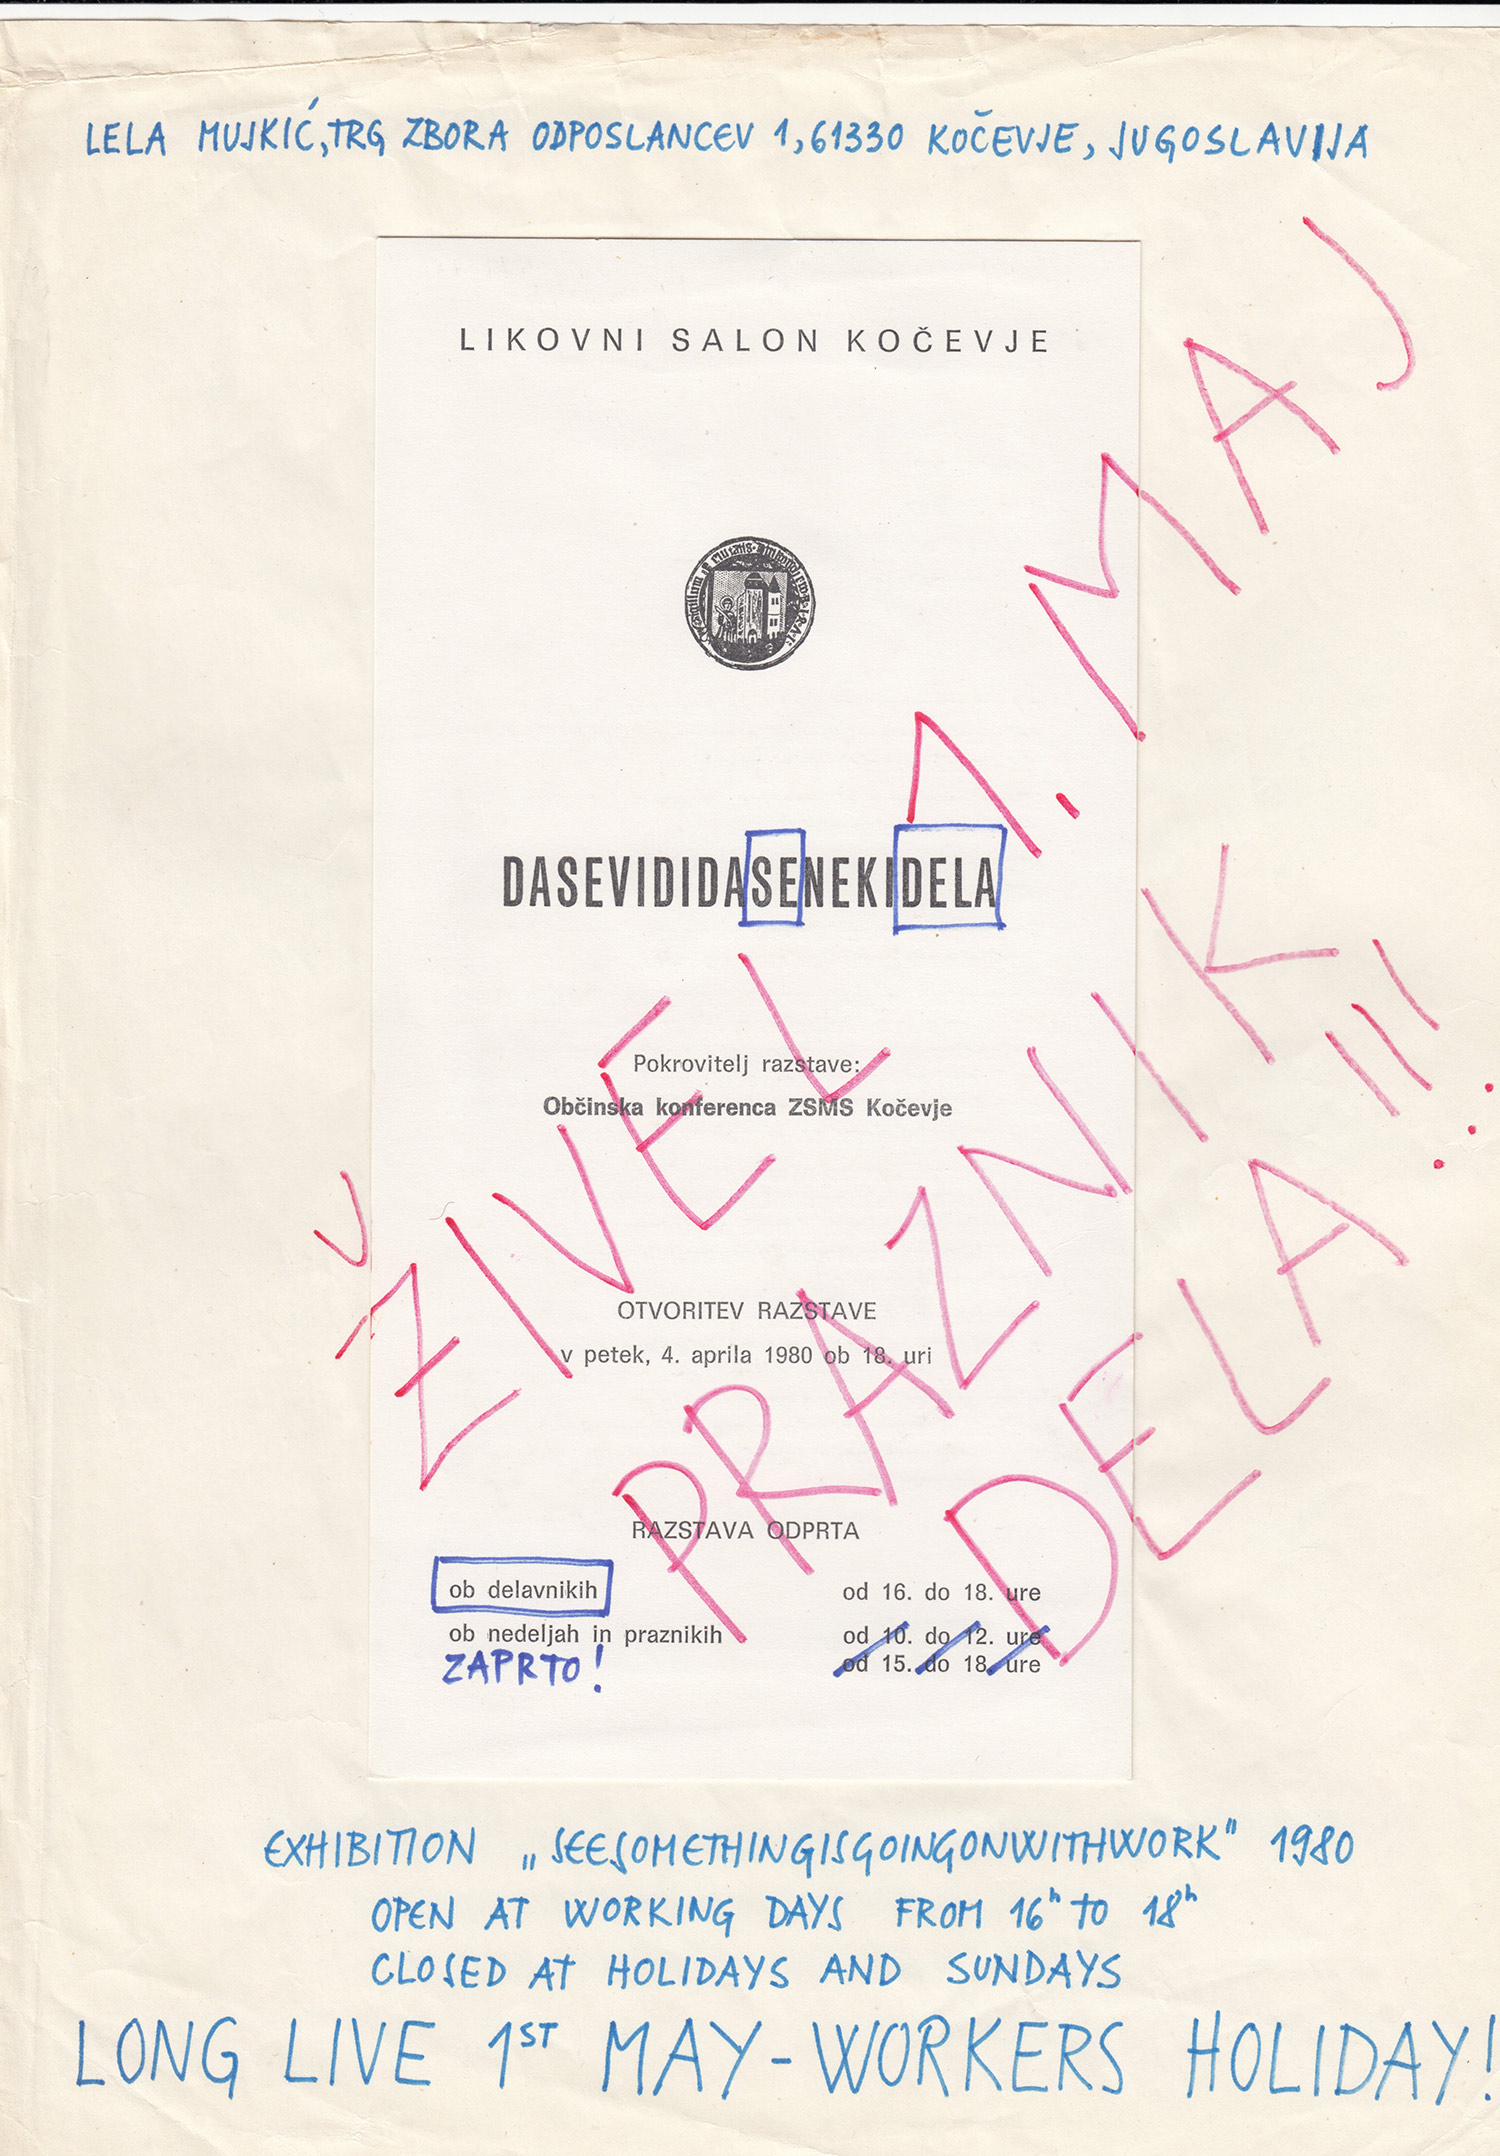 LELA MUJKIĆ, TRG ZBORA ODPOSLANCEV 1, 61330 KOČEVJE, JUGOSLAVIJA
LIKOVNI SALON KOČEVJE
DASEVIDIDASENEKIDELA
Pokrovitelj razstave:
Občinska konferenca ZSMS Kočevje
OTVORITEV RAZSTAVE
v petek, 4. aprila 1980 ob 18. uri
RAZSTAVA ODPRTA
ob delavnikih od 16. do 18. ure
ob nedeljah in praznikih od 10. do 12. ure
ZAPRTO! od 15. do 18. ure
ŽIVEL 1. MAJ
PRAZNIK
DELA!!!
EXHIBITION „SEESOMETHINGISGOINGONWITHWORK" 1980
OPEN AT WORKING DAYS FROM 16h TO 18h
CLOSED AT HOLIDAYS AND SUNDAYS
LONG LIVE 1ST MAY-WORKERS HOLIDAY!